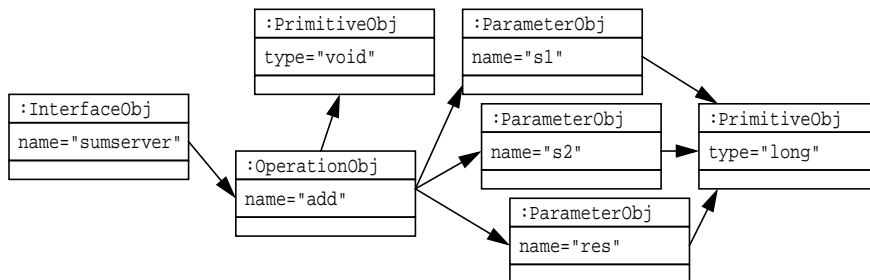 :PrimitiveObj
type="void"
:ParameterObj
name="s1"
:InterfaceObj
name="sumserver"
:OperationObj
name="add"
:ParameterObj
name="s2"
:PrimitiveObj
type="long"
:ParameterObj
name="res"